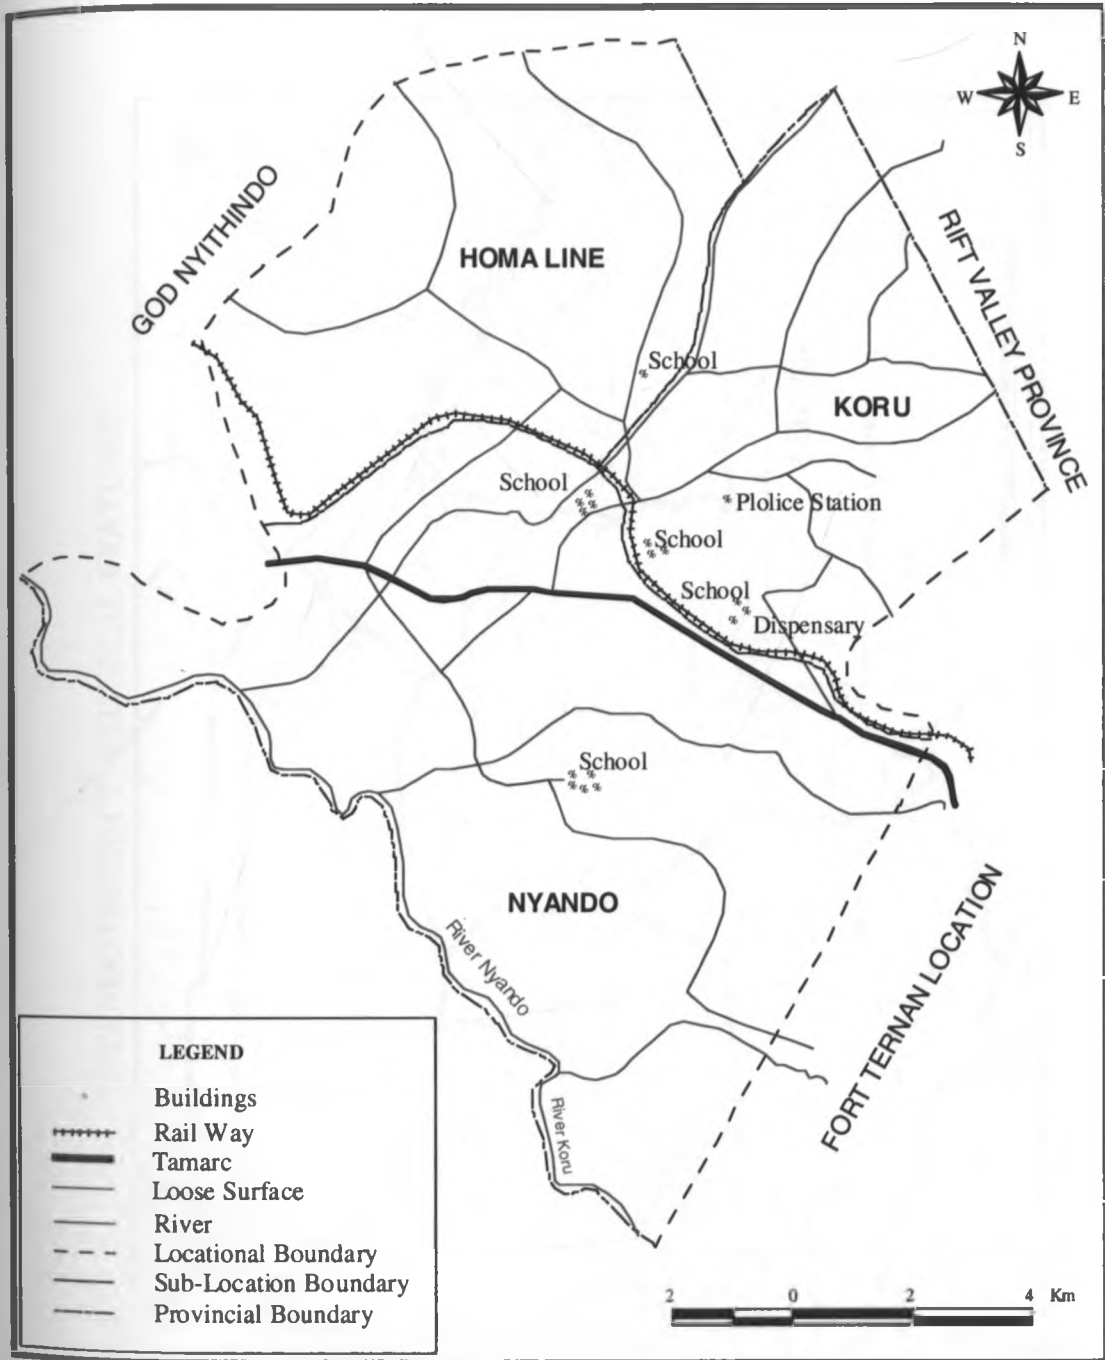 N
W E
S
GOD NYITHINDO
HOMA LINE
RIFT VALLEY PROVINCE
School
KORU
School
Plolice Station
School
School
Dispensary
School
NYANDO
River Nyando
FORT TERNAN LOCATION
River Koru
LEGEND
Buildings
Rail Way
Tamarc
Loose Surface
River
Locational Boundary
Sub-Location Boundary
Provincial Boundary
2 0 2 4 Km